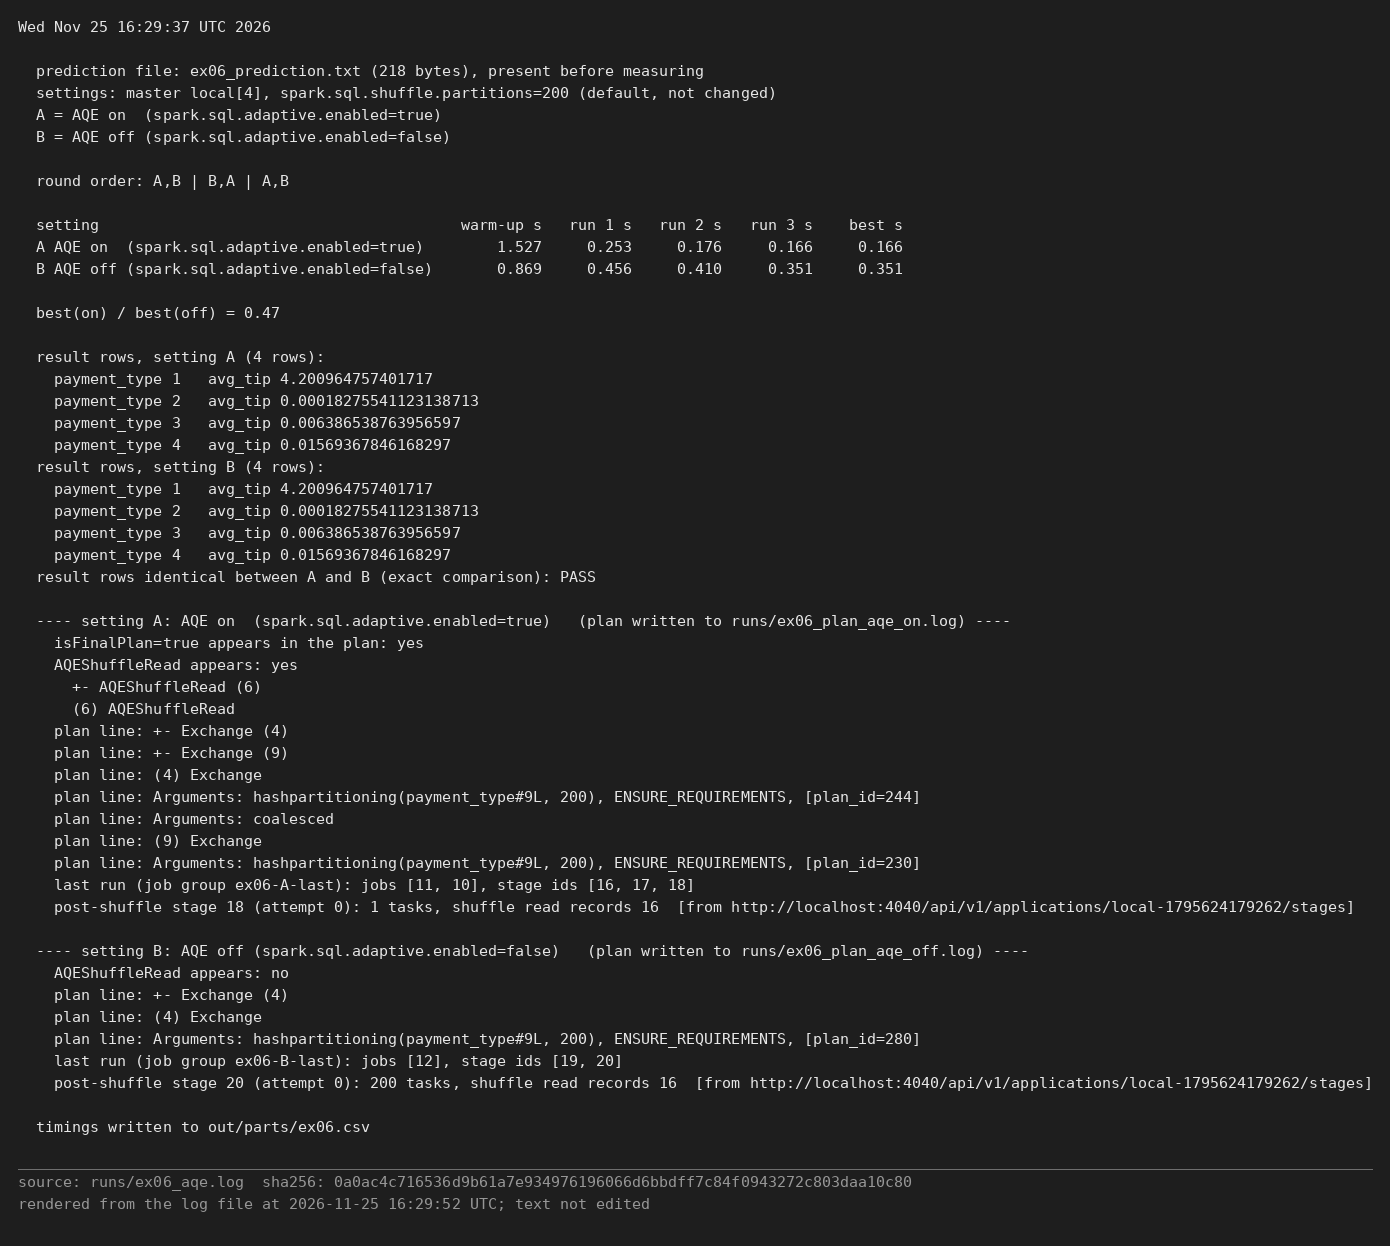 Wed Nov 25 16:29:37 UTC 2026
prediction file: ex06_prediction.txt (218 bytes), present before measuring
settings: master local[4], spark.sql.shuffle.partitions=200 (default, not changed)
A = AQE on  (spark.sql.adaptive.enabled=true)
B = AQE off (spark.sql.adaptive.enabled=false)
round order: A,B | B,A | A,B
setting                                        warm-up s   run 1 s   run 2 s   run 3 s    best s
A AQE on  (spark.sql.adaptive.enabled=true)        1.527     0.253     0.176     0.166     0.166
B AQE off (spark.sql.adaptive.enabled=false)       0.869     0.456     0.410     0.351     0.351
best(on) / best(off) = 0.47
result rows, setting A (4 rows):
payment_type 1   avg_tip 4.200964757401717
payment_type 2   avg_tip 0.00018275541123138713
payment_type 3   avg_tip 0.006386538763956597
payment_type 4   avg_tip 0.01569367846168297
result rows, setting B (4 rows):
payment_type 1   avg_tip 4.200964757401717
payment_type 2   avg_tip 0.00018275541123138713
payment_type 3   avg_tip 0.006386538763956597
payment_type 4   avg_tip 0.01569367846168297
result rows identical between A and B (exact comparison): PASS
---- setting A: AQE on  (spark.sql.adaptive.enabled=true)   (plan written to runs/ex06_plan_aqe_on.log) ----
isFinalPlan=true appears in the plan: yes
AQEShuffleRead appears: yes
+- AQEShuffleRead (6)
(6) AQEShuffleRead
plan line: +- Exchange (4)
plan line: +- Exchange (9)
plan line: (4) Exchange
plan line: Arguments: hashpartitioning(payment_type#9L, 200), ENSURE_REQUIREMENTS, [plan_id=244]
plan line: Arguments: coalesced
plan line: (9) Exchange
plan line: Arguments: hashpartitioning(payment_type#9L, 200), ENSURE_REQUIREMENTS, [plan_id=230]
last run (job group ex06-A-last): jobs [11, 10], stage ids [16, 17, 18]
post-shuffle stage 18 (attempt 0): 1 tasks, shuffle read records 16  [from http://localhost:4040/api/v1/applications/local-1795624179262/stages]
---- setting B: AQE off (spark.sql.adaptive.enabled=false)   (plan written to runs/ex06_plan_aqe_off.log) ----
AQEShuffleRead appears: no
plan line: +- Exchange (4)
plan line: (4) Exchange
plan line: Arguments: hashpartitioning(payment_type#9L, 200), ENSURE_REQUIREMENTS, [plan_id=280]
last run (job group ex06-B-last): jobs [12], stage ids [19, 20]
post-shuffle stage 20 (attempt 0): 200 tasks, shuffle read records 16  [from http://localhost:4040/api/v1/applications/local-1795624179262/stages]
timings written to out/parts/ex06.csv
source: runs/ex06_aqe.log  sha256: 0a0ac4c716536d9b61a7e934976196066d6bbdff7c84f0943272c803daa10c80
rendered from the log file at 2026-11-25 16:29:52 UTC; text not edited